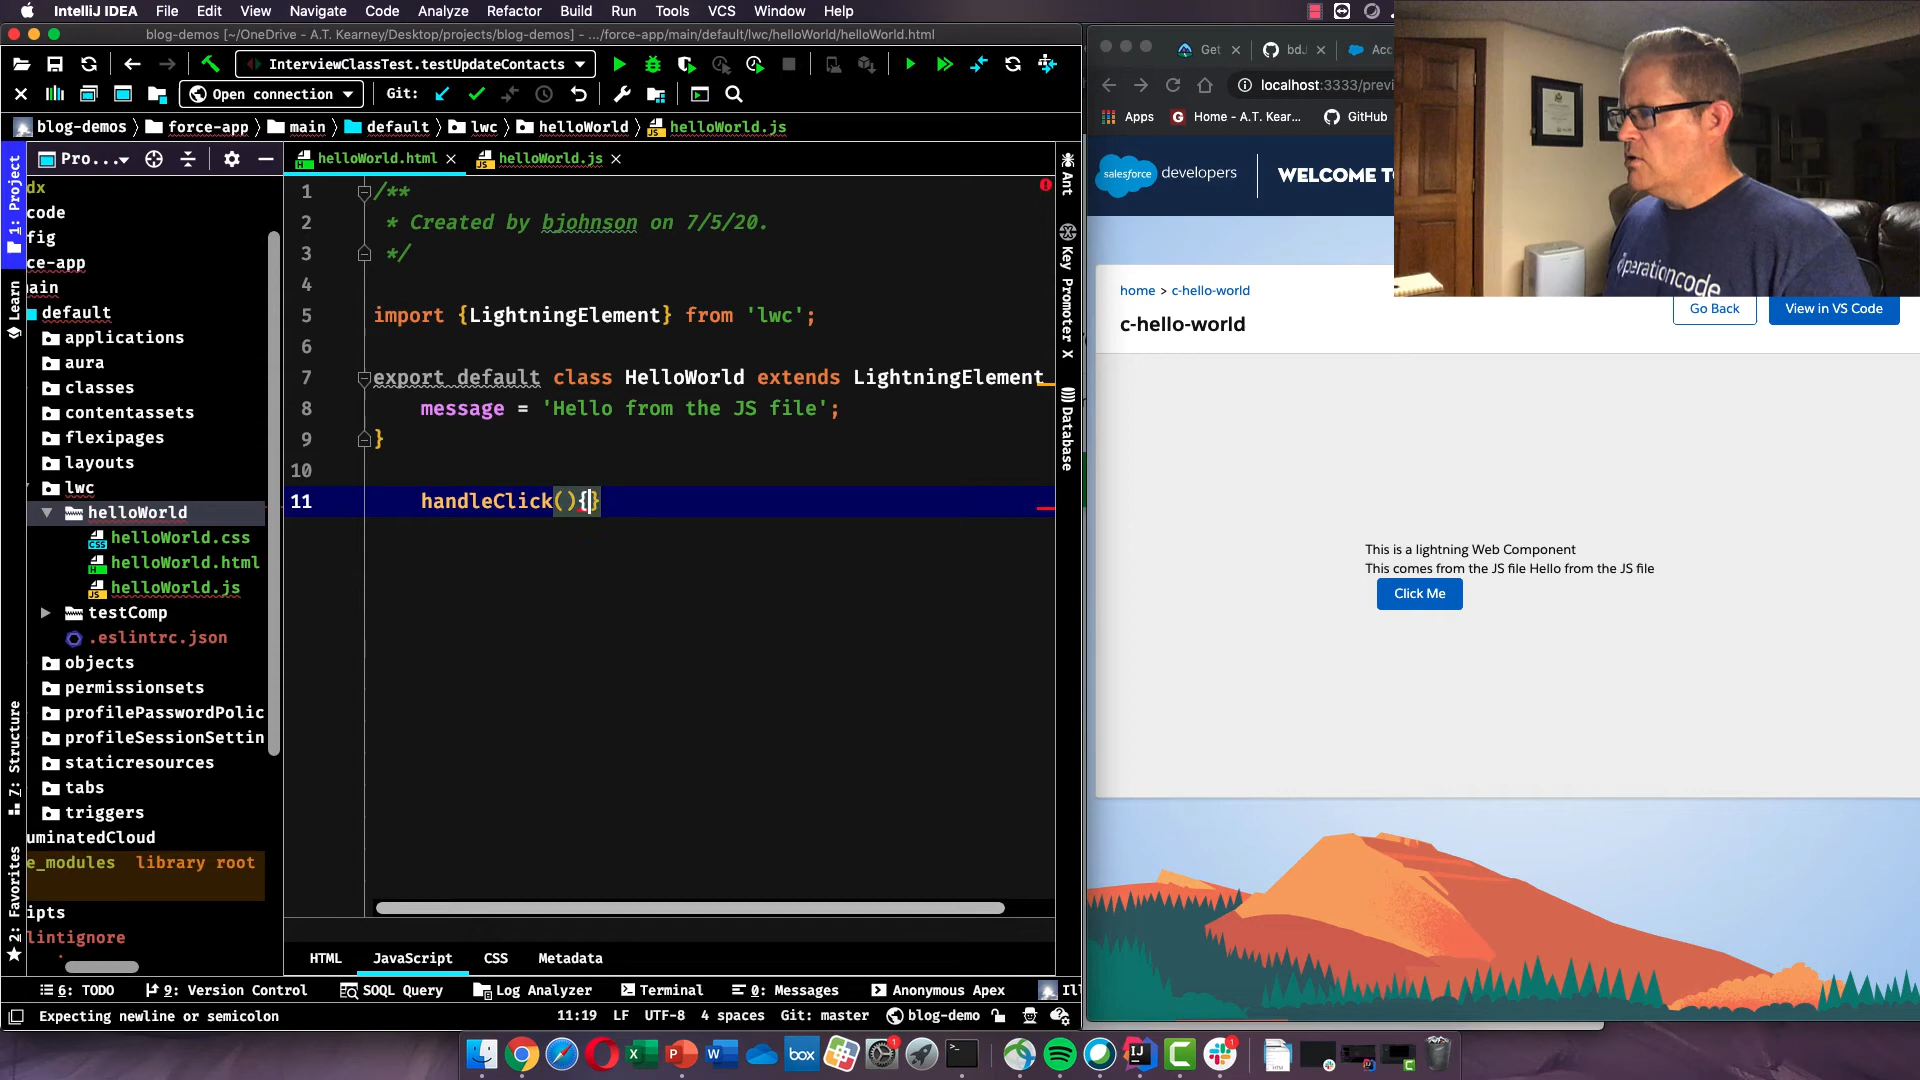 IntelliJ IDEA File Edit View Navigate Code Analyze Refactor Build Run Tools VCS Window Help
blog-demos [~/OneDrive - A.T. Kearney/Desktop/projects/blog-demos] - .../force-app/main/default/lwc/helloWorld/helloWorld.html
InterviewClassTest.testUpdateContacts
Open connection Git:
blog-demos force-app main default lwc helloWorld helloWorld.js
Pro... helloWorld.html helloWorld.js
1: Project
Learn
7: Structure
2: Favorites
dx
code
fig
ce-app
main
default
applications
aura
classes
contentassets
flexipages
layouts
lwc
helloWorld
helloWorld.css
helloWorld.html
helloWorld.js
testComp
.eslintrc.json
objects
permissionsets
profilePasswordPolic
profileSessionSettin
staticresources
tabs
triggers
uminatedCloud
e_modules library root
ipts
lintignore
1 /**
2 * Created by bjohnson on 7/5/20.
3 */
4
5 import {LightningElement} from 'lwc';
6
7 export default class HelloWorld extends LightningElement
8 message = 'Hello from the JS file';
9 }
10
11 handleClick(){}
Ant
Key Promoter X
Database
HTML JavaScript CSS Metadata
6: TODO 9: Version Control SOQL Query Log Analyzer Terminal 0: Messages Anonymous Apex Ill
Expecting newline or semicolon 11:19 LF UTF-8 4 spaces Git: master blog-demo
Get bd. Acc
localhost:3333/previ
Apps Home - A.T. Kear... GitHub
salesforce developers WELCOME T
home > c-hello-world
c-hello-world
Go Back View in VS Code
This is a lightning Web Component
This comes from the JS file Hello from the JS file
Click Me
operationcode
box